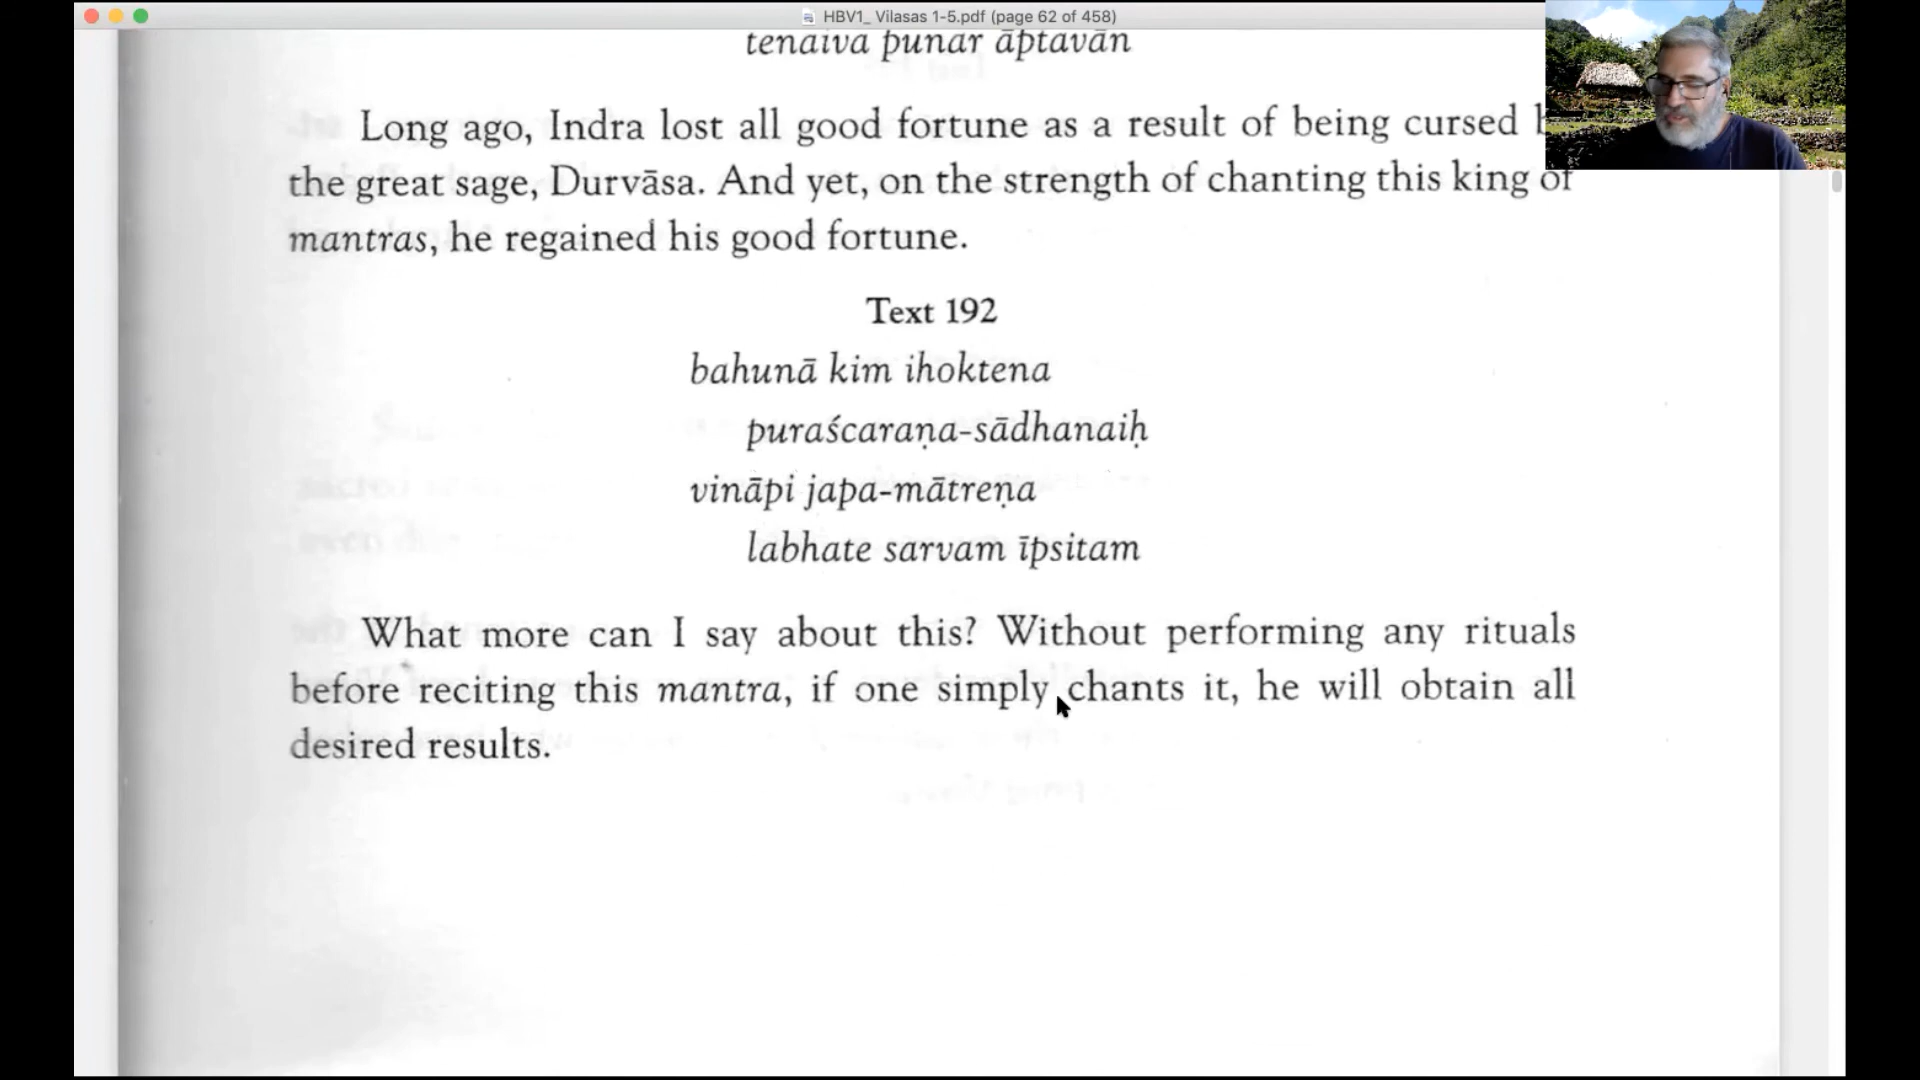 HBV1_ Vilasas 1-5.pdf (page 62 of 458)
tenaiva punar āptavān
Long ago, Indra lost all good fortune as a result of being cursed
the great sage, Durvāsa. And yet, on the strength of chanting this king of
mantras, he regained his good fortune.
Text 192
bahunā kim ihoktena
puraścaraṇa-sādhanaiḥ
vināpi japa-mātreṇa
labhate sarvam īpsitam
What more can I say about this? Without performing any rituals
before reciting this mantra, if one simply chants it, he will obtain all
desired results.